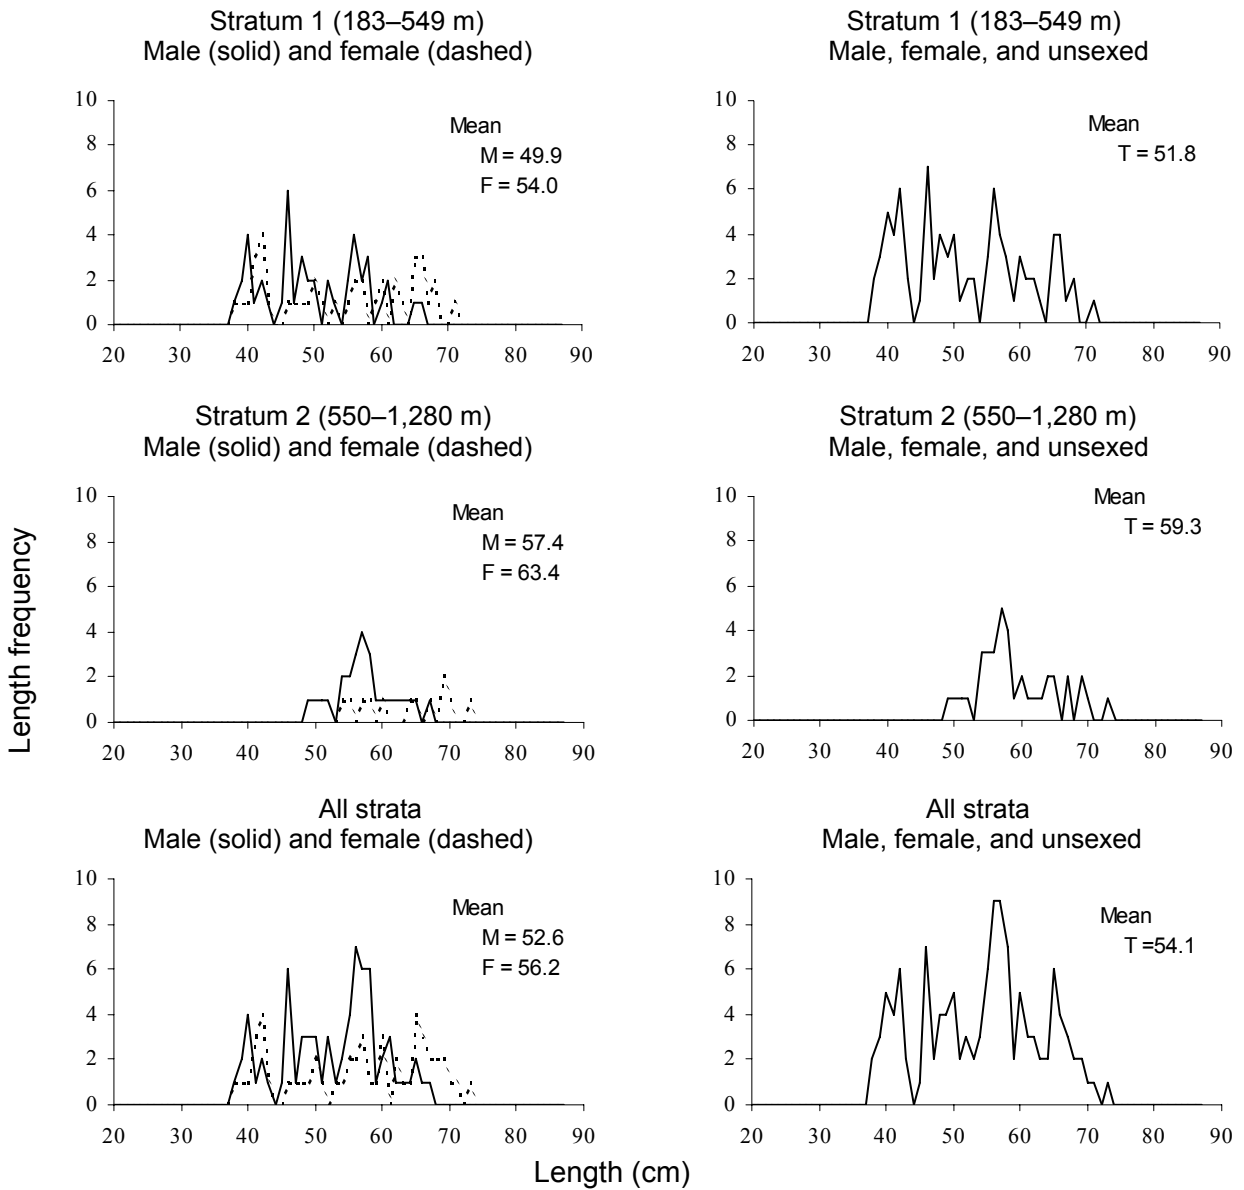 Stratum 1 (183–549 m)
Male (solid) and female (dashed)
10
8
6
4
2
0
20 30 40 50 60 70 80 90
Mean
M = 49.9
F = 54.0
Stratum 1 (183–549 m)
Male, female, and unsexed
10
8
6
4
2
0
20 30 40 50 60 70 80 90
Mean
T = 51.8
Stratum 2 (550–1,280 m)
Male (solid) and female (dashed)
10
8
6
4
2
0
20 30 40 50 60 70 80 90
Mean
M = 57.4
F = 63.4
Stratum 2 (550–1,280 m)
Male, female, and unsexed
10
8
6
4
2
0
20 30 40 50 60 70 80 90
Mean
T = 59.3
Length frequency
All strata
Male (solid) and female (dashed)
10
8
6
4
2
0
20 30 40 50 60 70 80 90
Mean
M = 52.6
F = 56.2
All strata
Male, female, and unsexed
10
8
6
4
2
0
20 30 40 50 60 70 80 90
Mean
T =54.1
Length (cm)